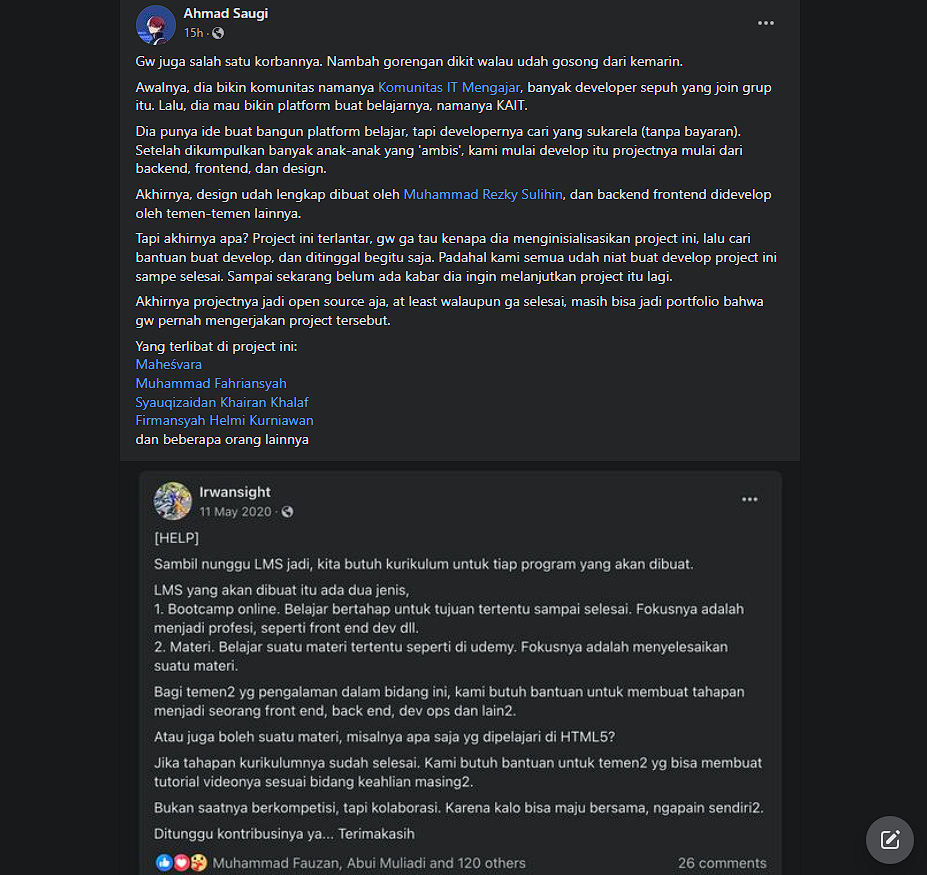 Ahmad Saugi
15h ·
Gw juga salah satu korbannya. Nambah gorengan dikit walau udah gosong dari kemarin.
Awalnya, dia bikin komunitas namanya Komunitas IT Mengajar, banyak developer sepuh yang join grup
itu. Lalu, dia mau bikin platform buat belajarnya, namanya KAIT.
Dia punya ide buat bangun platform belajar, tapi developernya cari yang sukarela (tanpa bayaran).
Setelah dikumpulkan banyak anak-anak yang 'ambis', kami mulai develop itu projectnya mulai dari
backend, frontend, dan design.
Akhirnya, design udah lengkap dibuat oleh Muhammad Rezky Sulihin, dan backend frontend didevelop
oleh temen-temen lainnya.
Tapi akhirnya apa? Project ini terlantar, gw ga tau kenapa dia menginisialisasikan project ini, lalu cari
bantuan buat develop, dan ditinggal begitu saja. Padahal kami semua udah niat buat develop project ini
sampe selesai. Sampai sekarang belum ada kabar dia ingin melanjutkan project itu lagi.
Akhirnya projectnya jadi open source aja, at least walaupun ga selesai, masih bisa jadi portfolio bahwa
gw pernah mengerjakan project tersebut.
Yang terlibat di project ini:
Maheśvara
Muhammad Fahriansyah
Syauqizaidan Khairan Khalaf
Firmansyah Helmi Kurniawan
dan beberapa orang lainnya
Irwansight
11 May 2020 ·
[HELP]
Sambil nunggu LMS jadi, kita butuh kurikulum untuk tiap program yang akan dibuat.
LMS yang akan dibuat itu ada dua jenis,
1. Bootcamp online. Belajar bertahap untuk tujuan tertentu sampai selesai. Fokusnya adalah
menjadi profesi, seperti front end dev dll.
2. Materi. Belajar suatu materi tertentu seperti di udemy. Fokusnya adalah menyelesaikan
suatu materi.
Bagi temen2 yg pengalaman dalam bidang ini, kami butuh bantuan untuk membuat tahapan
menjadi seorang front end, back end, dev ops dan lain2.
Atau juga boleh suatu materi, misalnya apa saja yg dipelajari di HTML5?
Jika tahapan kurikulumnya sudah selesai. Kami butuh bantuan untuk temen2 yg bisa membuat
tutorial videonya sesuai bidang keahlian masing2.
Bukan saatnya berkompetisi, tapi kolaborasi. Karena kalo bisa maju bersama, ngapain sendiri2.
Ditunggu kontribusinya ya... Terimakasih
Muhammad Fauzan, Abui Muliadi and 120 others
26 comments